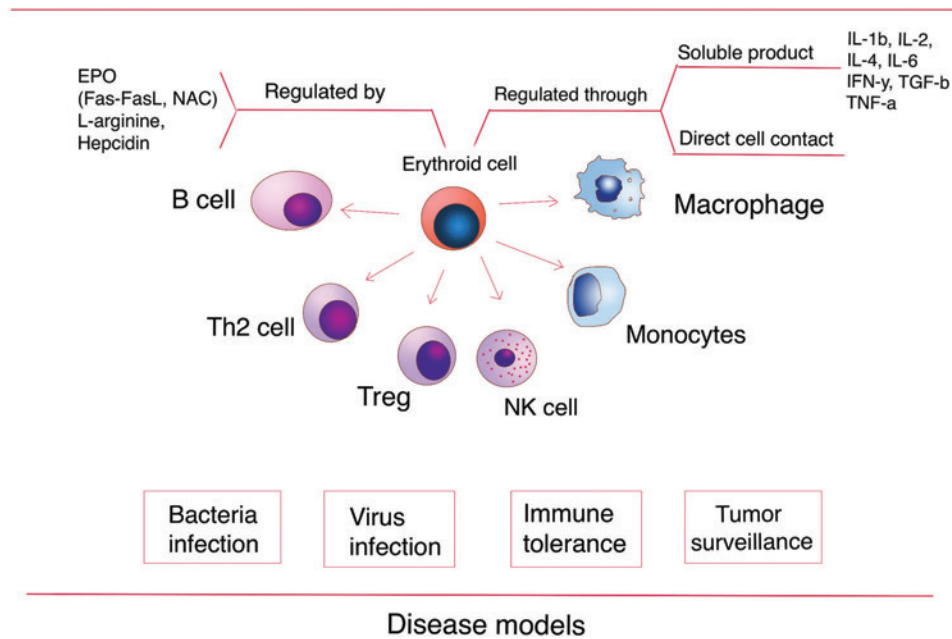 EPO
(Fas-FasL, NAC)
L-arginine,
Hepcidin
Regulated by
Regulated through
Soluble product
IL-1b, IL-2,
IL-4, IL-6
IFN-y, TGF-b
TNF-a
Direct cell contact
Erythroid cell
B cell
Macrophage
Th2 cell
Monocytes
Treg
NK cell
Bacteria
infection
Virus
infection
Immune
tolerance
Tumor
surveillance
Disease models